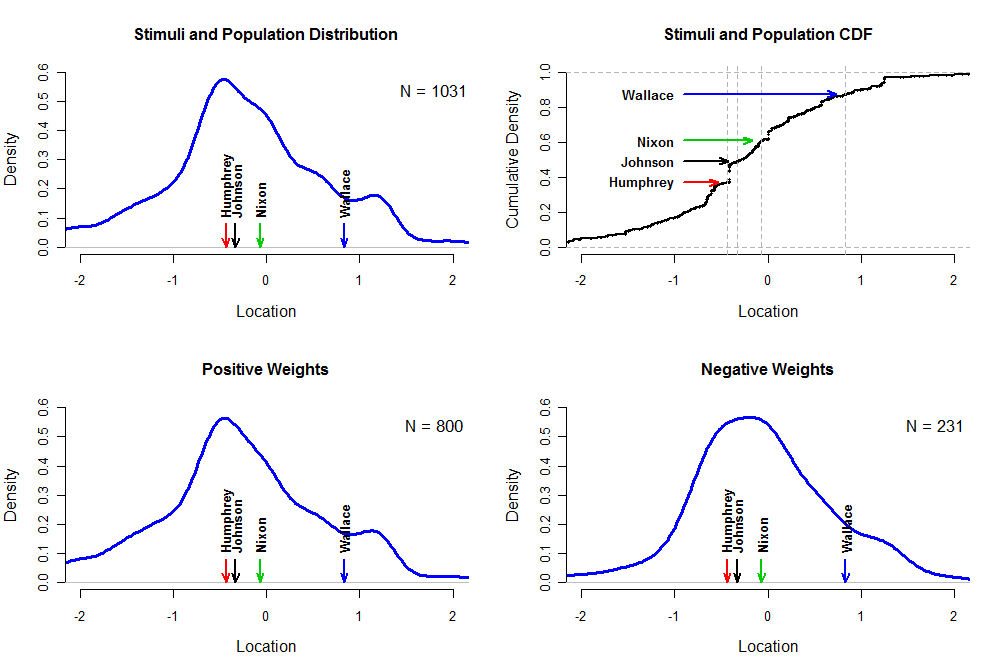 Stimuli and Population Distribution
N = 1031
Density
0.0 0.1 0.2 0.3 0.4 0.5 0.6
Humphrey
Johnson
Nixon
Wallace
-2 -1 0 1 2
Location
Stimuli and Population CDF
Cumulative Density
0.0 0.2 0.4 0.6 0.8 1.0
Wallace
Nixon
Johnson
Humphrey
-2 -1 0 1 2
Location
Positive Weights
N = 800
Density
0.0 0.1 0.2 0.3 0.4 0.5 0.6
Humphrey
Johnson
Nixon
Wallace
-2 -1 0 1 2
Location
Negative Weights
N = 231
Density
0.0 0.1 0.2 0.3 0.4 0.5 0.6
Humphrey
Johnson
Nixon
Wallace
-2 -1 0 1 2
Location